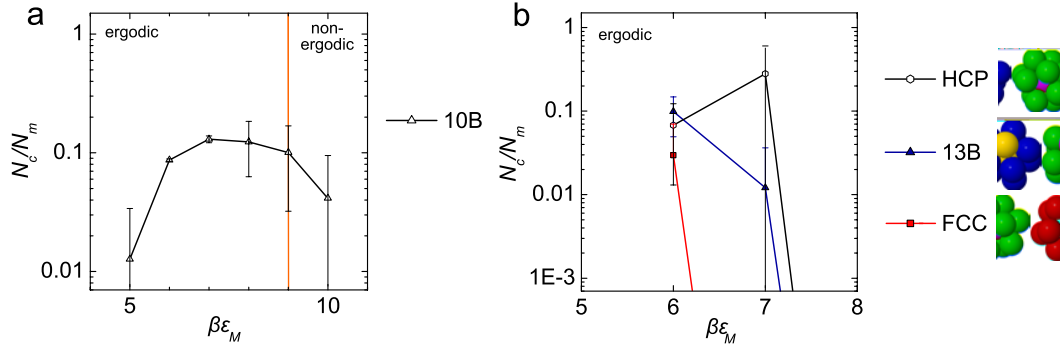 a
ergodic
non-
ergodic
1
0.1
0.01
N_c/N_m
5
10
βε_M
10B
b
ergodic
1
0.1
0.01
1E-3
N_c/N_m
5
6
7
8
βε_M
HCP
13B
FCC